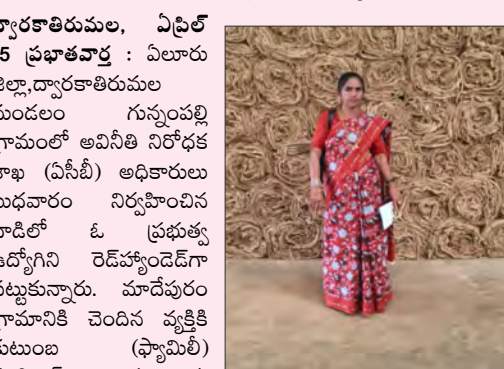 ద్వారకాతిరుమల, ఏప్రిల్
5 ప్రభాతవార్త : ఏలూరు
జిల్లా,ద్వారకాతిరుమల
మండలం గున్నంపల్లి
గ్రామంలో అవినీతి నిరోధక
శాఖ (ఏసీబీ) అధికారులు
బుధవారం నిర్వహించిన
దాడిలో ఓ ప్రభుత్వ
ఉద్యోగిని రెడ్‌హ్యాండెడ్‌గా
పట్టుకున్నారు. మాదేపురం
గ్రామానికి చెందిన వ్యక్తికి
కుటుంబ (ఫ్యామిలీ)